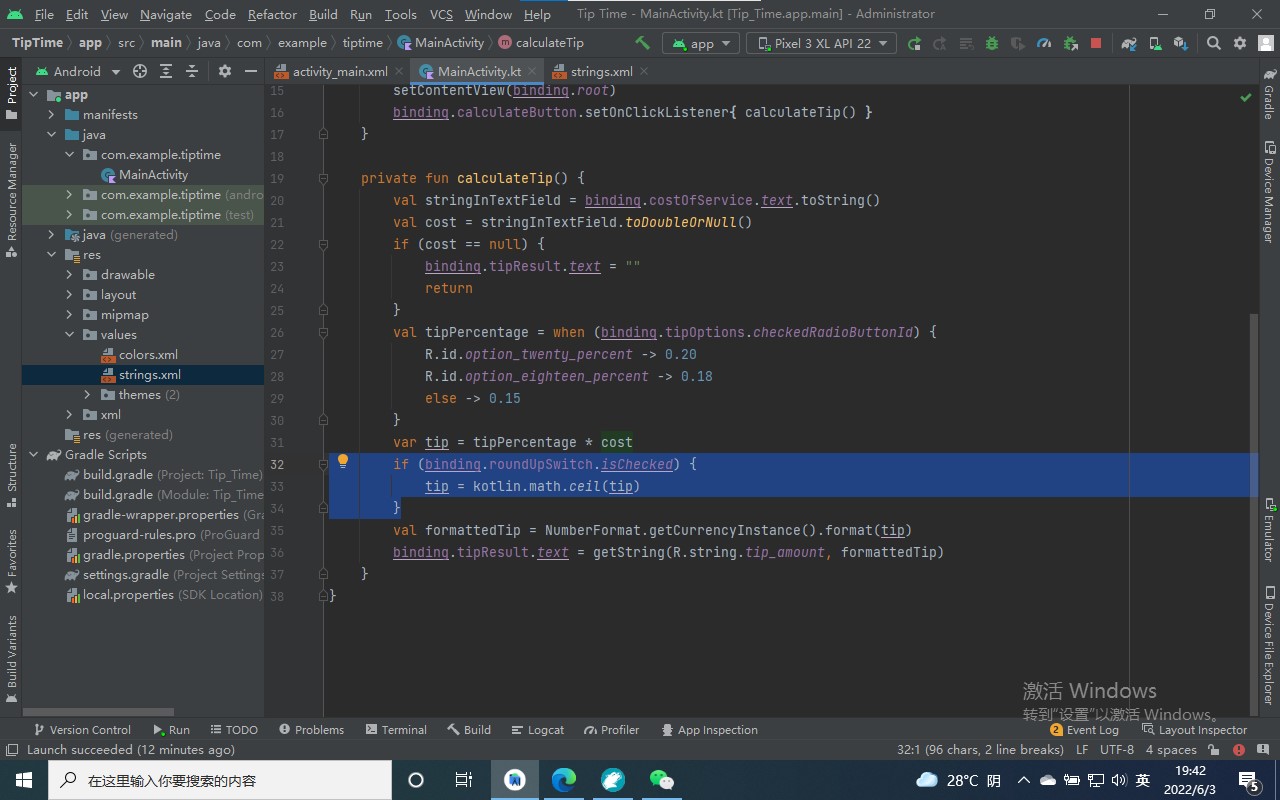 File Edit View Navigate Code Refactor Build Run Tools VCS Window Help Tip Time - MainActivity.kt [Tip_Time.app.main] - Administrator
TipTime app src main java com example tiptime MainActivity calculateTip app Pixel 3 XL API 22
Android
activity_main.xml MainActivity.kt strings.xml
Project
Resource Manager
Structure
Favorites
Build Variants
app
manifests
java
com.example.tiptime
MainActivity
com.example.tiptime (andro
com.example.tiptime (test)
java (generated)
res
drawable
layout
mipmap
values
colors.xml
strings.xml
themes (2)
xml
res (generated)
Gradle Scripts
build.gradle (Project: Tip_Time)
build.gradle (Module: Tip_Time
gradle-wrapper.properties (Gra
proguard-rules.pro (ProGuard
gradle.properties (Project Prop
settings.gradle (Project Settings
local.properties (SDK Location)
15 setContentView(binding.root)
16 binding.calculateButton.setOnClickListener{ calculateTip() }
17 }
18
19 private fun calculateTip() {
20 val stringInTextField = binding.costOfService.text.toString()
21 val cost = stringInTextField.toDoubleOrNull()
22 if (cost == null) {
23 binding.tipResult.text = ""
24 return
25 }
26 val tipPercentage = when (binding.tipOptions.checkedRadioButtonId) {
27 R.id.option_twenty_percent -> 0.20
28 R.id.option_eighteen_percent -> 0.18
29 else -> 0.15
30 }
31 var tip = tipPercentage * cost
32 if (binding.roundUpSwitch.isChecked) {
33 tip = kotlin.math.ceil(tip)
34 }
35 val formattedTip = NumberFormat.getCurrencyInstance().format(tip)
36 binding.tipResult.text = getString(R.string.tip_amount, formattedTip)
37 }
38 }
Gradle
Device Manager
Emulator
Device File Explorer
激活 Windows
转到"设置"以激活 Windows。
Version Control Run TODO Problems Terminal Build Logcat Profiler App Inspection 2 Event Log Layout Inspector
Launch succeeded (12 minutes ago) 32:1 (96 chars, 2 line breaks) LF UTF-8 4 spaces
在这里输入你要搜索的内容 28°C 阴 英 19:42
2022/6/3 5